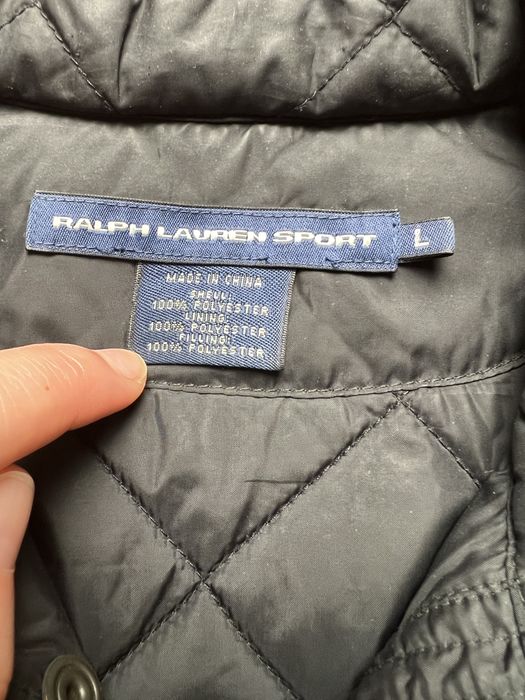 RALPH LAUREN SPORT
L
MADE IN CHINA
SHELL:
100% POLYESTER
LINING:
100% POLYESTER
FILLING:
100% POLYESTER